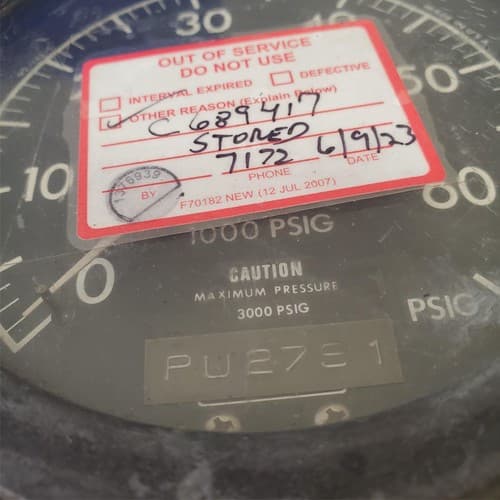 30
40
50
OUT OF SERVICE
DO NOT USE
INTERVAL EXPIRED DEFECTIVE
OTHER REASON (Explain Below)
C689417
STORED
7172 6/9/23
PHONE DATE
BY
F70182 NEW (12 JUL 2007)
10
60
0
1000 PSIG
CAUTION
MAXIMUM PRESSURE
3000 PSIG
PSIG
PU2781